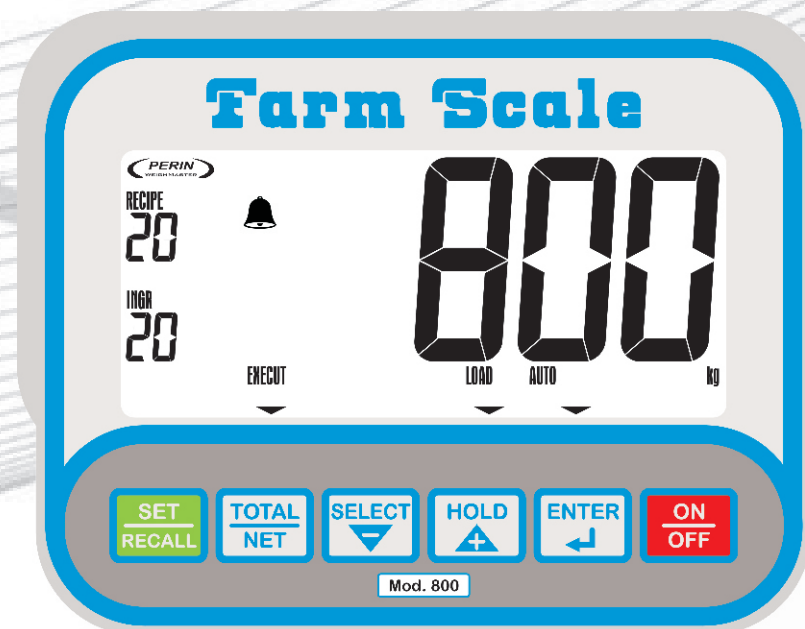 Farm Scale
PERIN
WEIGH MASTER
800
RECIPE
20
INGR
20
EXECUT LOAD AUTO kg
SET TOTAL SELECT HOLD ENTER ON
RECALL NET - + OFF
Mod. 800